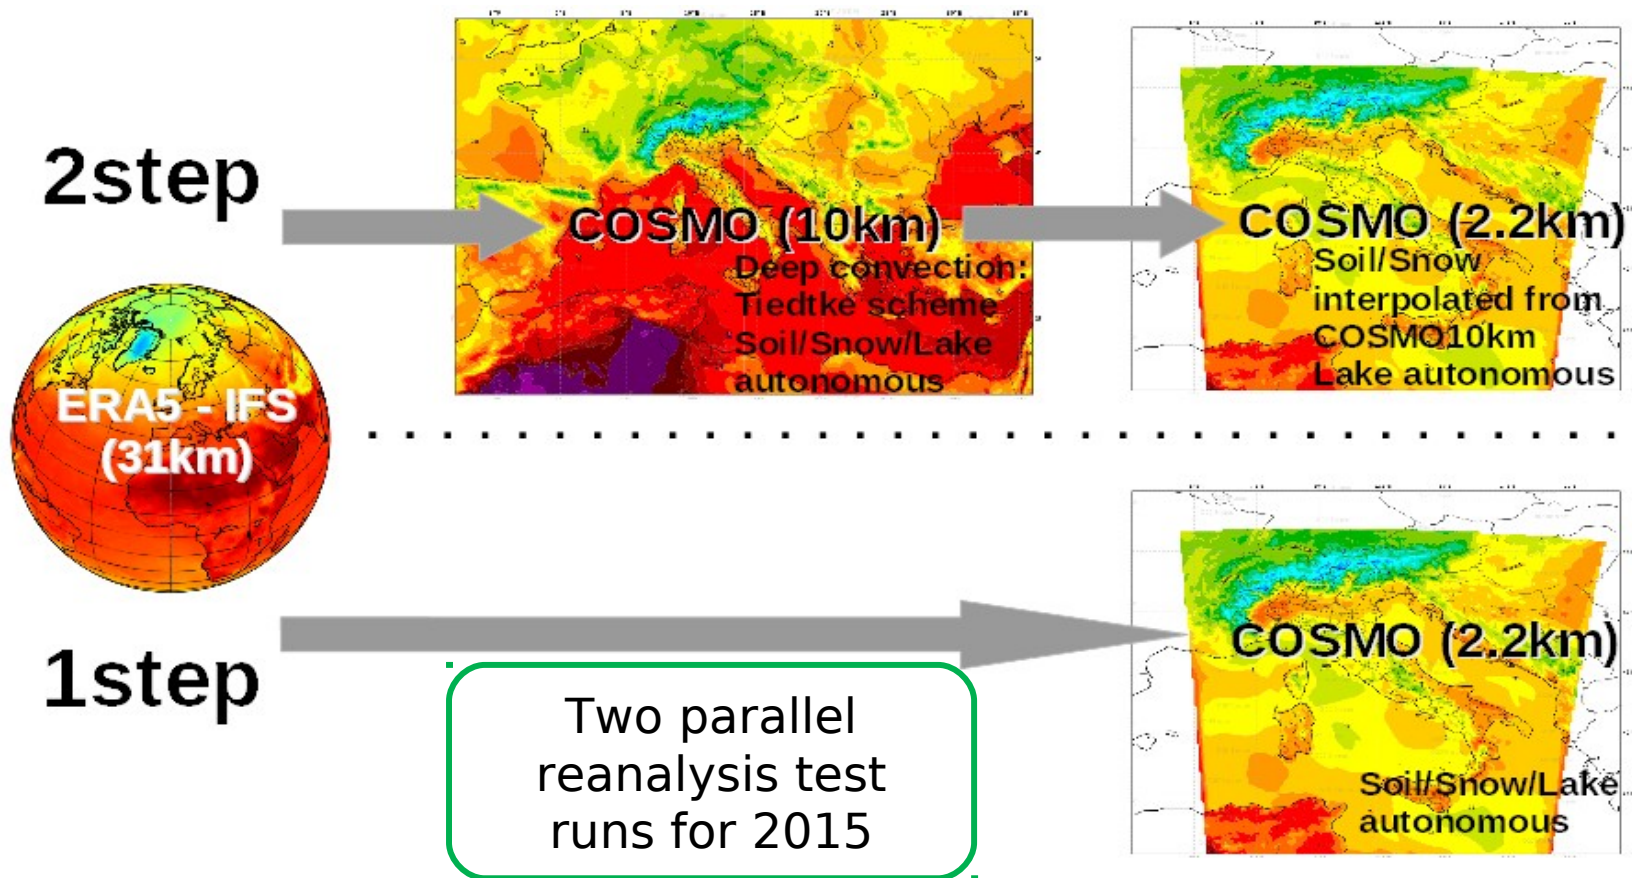 2step
COSMO (10km)
Deep convection:
Tiedtke scheme
Soil/Snow/Lake
autonomous
COSMO (2.2km)
Soil/Snow
interpolated from
COSMO10km
Lake autonomous
ERA5 - IFS
(31km)
1step
COSMO (2.2km)
Soil/Snow/Lake
autonomous
Two parallel
reanalysis test
runs for 2015